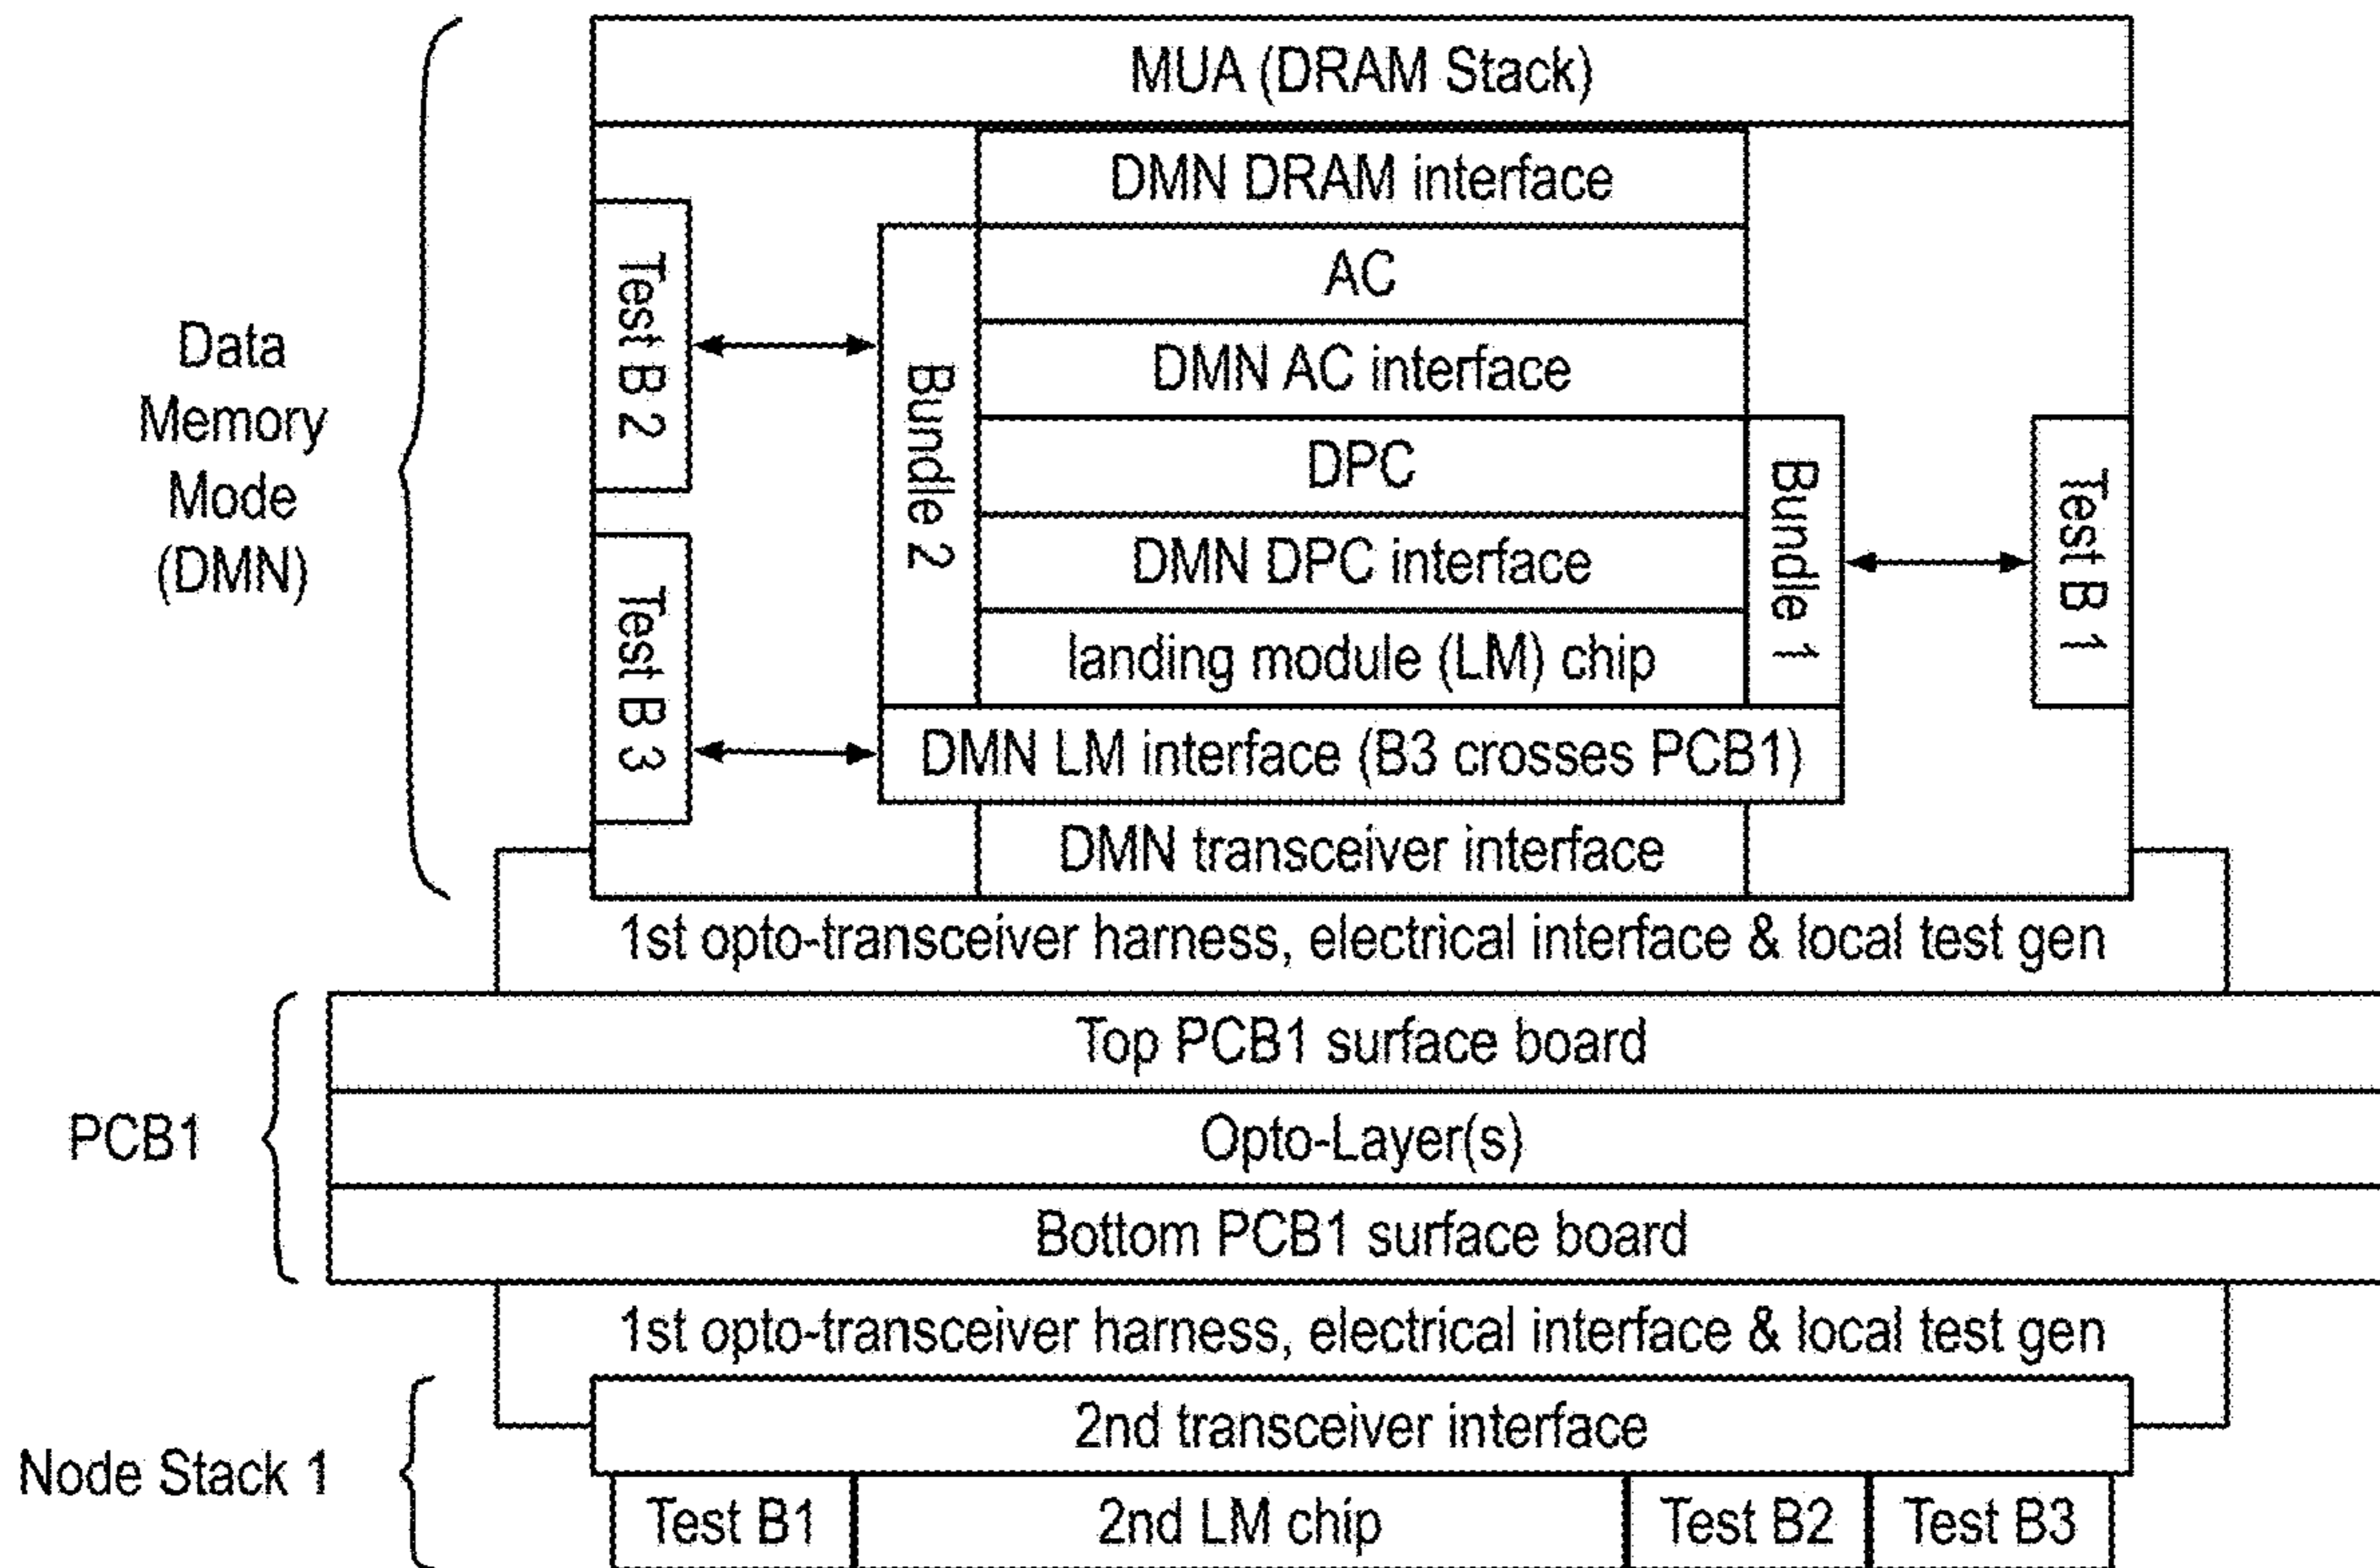 MUA (DRAM Stack)
DMN DRAM interface
AC
DMN AC interface
DPC
DMN DPC interface
landing module (LM) chip
DMN LM interface (B3 crosses PCB1)
DMN transceiver interface
Test B 2
Test B 3
Bundle 2
Bundle 1
Test B 1
Data
Memory
Mode
(DMN)
1st opto-transceiver harness, electrical interface & local test gen
PCB1
Top PCB1 surface board
Opto-Layer(s)
Bottom PCB1 surface board
1st opto-transceiver harness, electrical interface & local test gen
Node Stack 1
2nd transceiver interface
Test B1
2nd LM chip
Test B2
Test B3